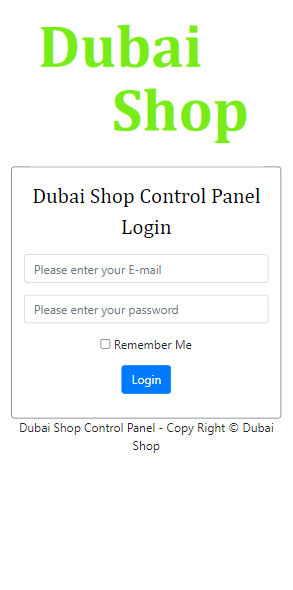 Dubai
Shop
Dubai Shop Control Panel
Login
Please enter your E-mail
Please enter your password
Remember Me
Login
Dubai Shop Control Panel - Copy Right © Dubai
Shop